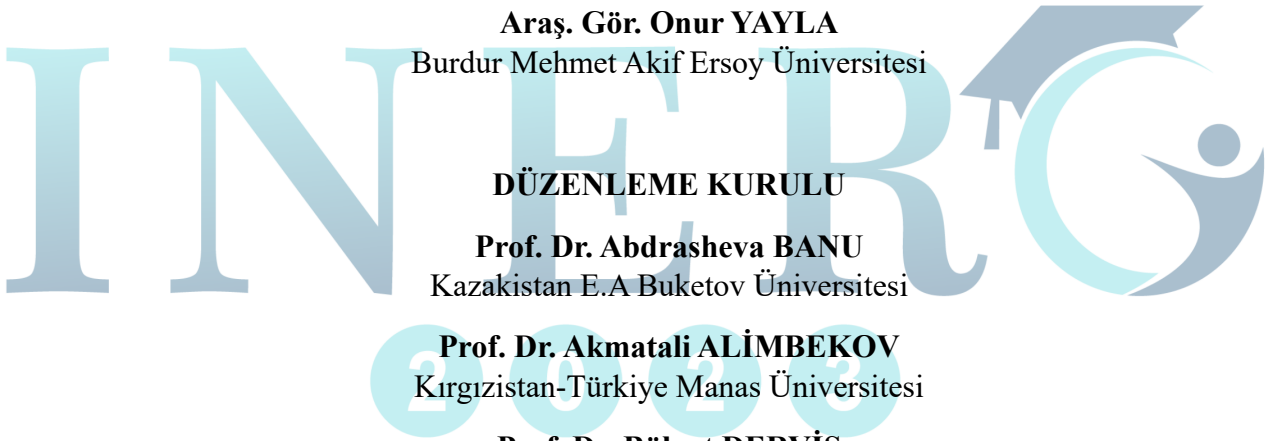 Araş. Gör. Onur YAYLA
Burdur Mehmet Akif Ersoy Üniversitesi
INERC
DÜZENLEME KURULU
Prof. Dr. Abdrasheva BANU
Kazakistan E.A Buketov Üniversitesi
2023
Prof. Dr. Akmatali ALİMBEKOV
Kırgızistan-Türkiye Manas Üniversitesi